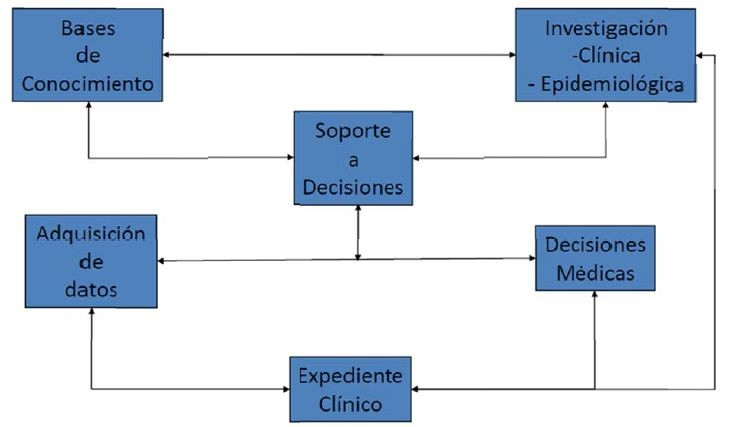 Bases
de
Conocimiento
Investigación
-Clínica
- Epidemiológica
Soporte
a
Decisiones
Adquisición
de
datos
Decisiones
Médicas
Expediente
Clínico